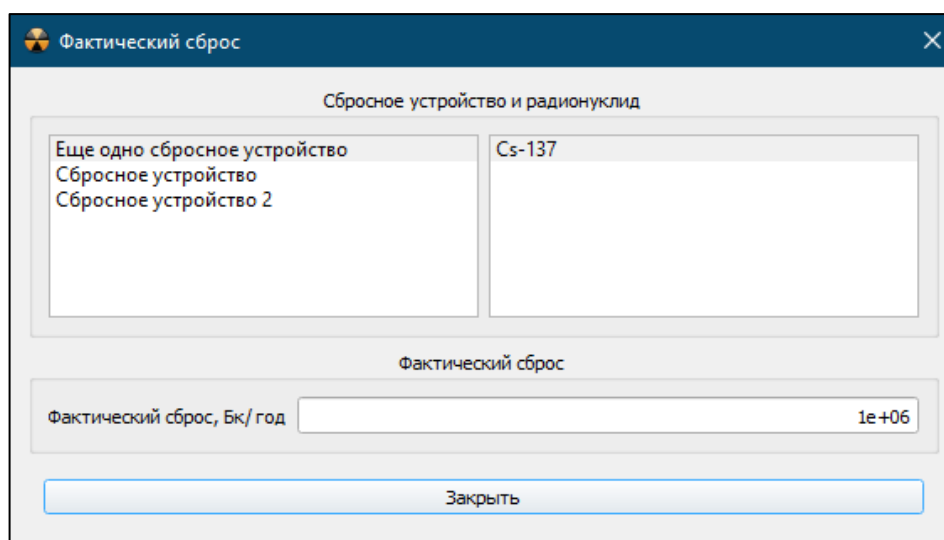 Фактический сброс
Сбросное устройство и радионуклид
Еще одно сбросное устройство
Сбросное устройство
Сбросное устройство 2
Cs-137
Фактический сброс
Фактический сброс, Бк/год 1e+06
Закрыть